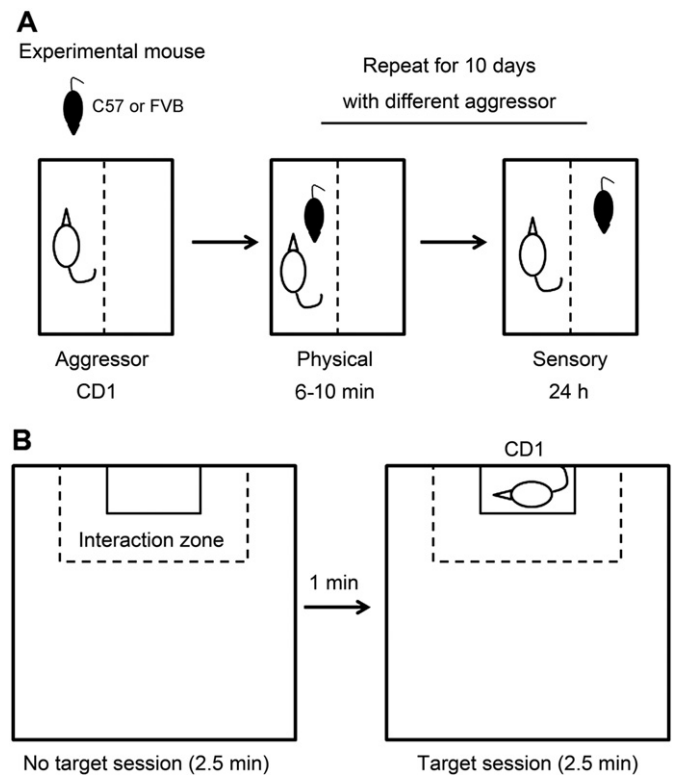 A
Experimental mouse
C57 or FVB
Repeat for 10 days
with different aggressor
Aggressor
CD1
Physical
6-10 min
Sensory
24 h
B
CD1
Interaction zone
1 min
No target session (2.5 min)
Target session (2.5 min)